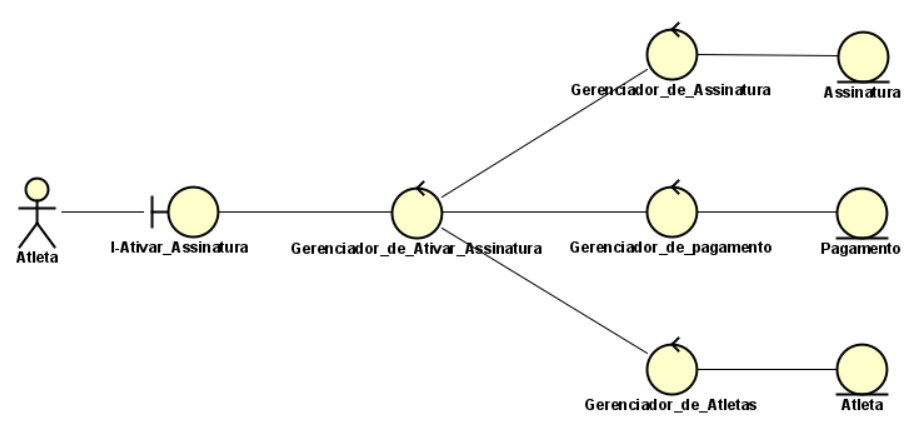 Gerenciador_de_Assinatura
Assinatura
Atleta
I-Ativar_Assinatura
Gerenciador_de_Ativar_Assinatura
Gerenciador_de_pagamento
Pagamento
Gerenciador_de_Atletas
Atleta